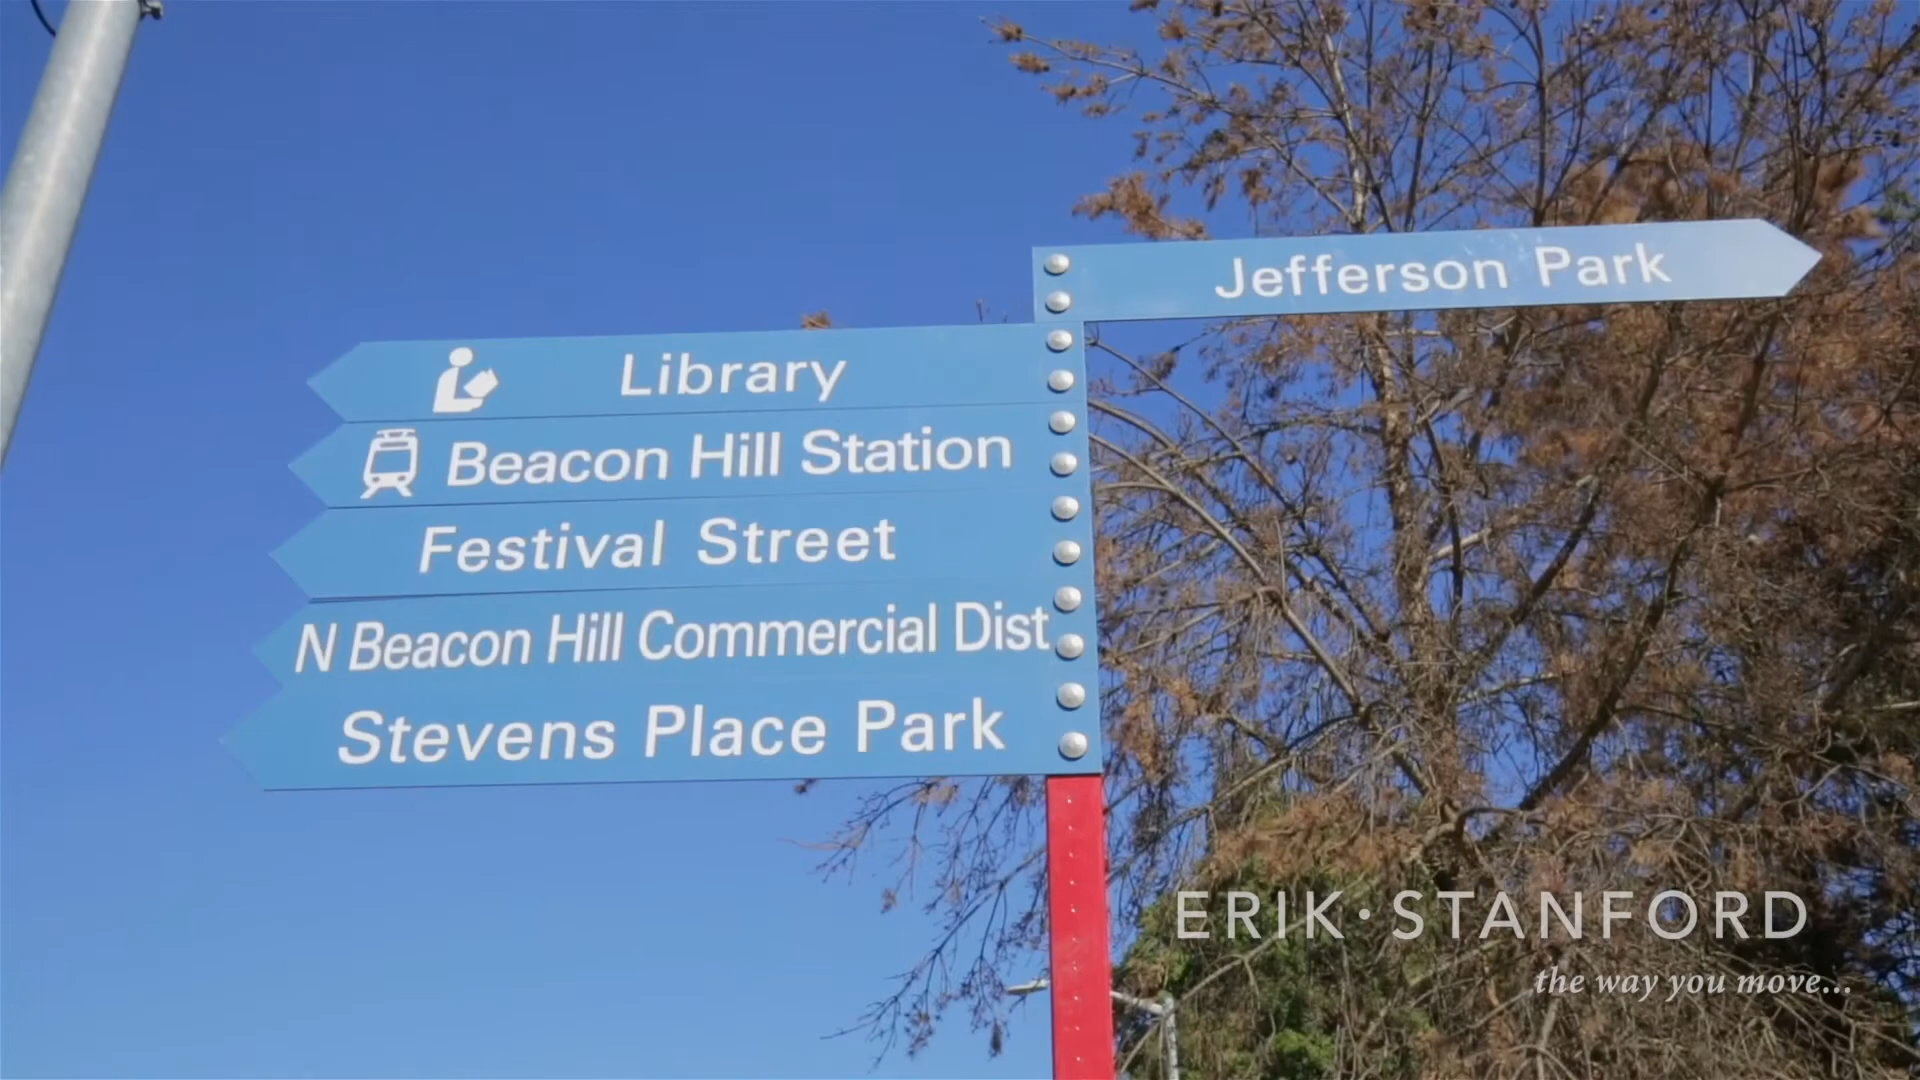 Jefferson Park
Library
Beacon Hill Station
Festival Street
N Beacon Hill Commercial Dist
Stevens Place Park
ERIK•STANFORD
the way you move...